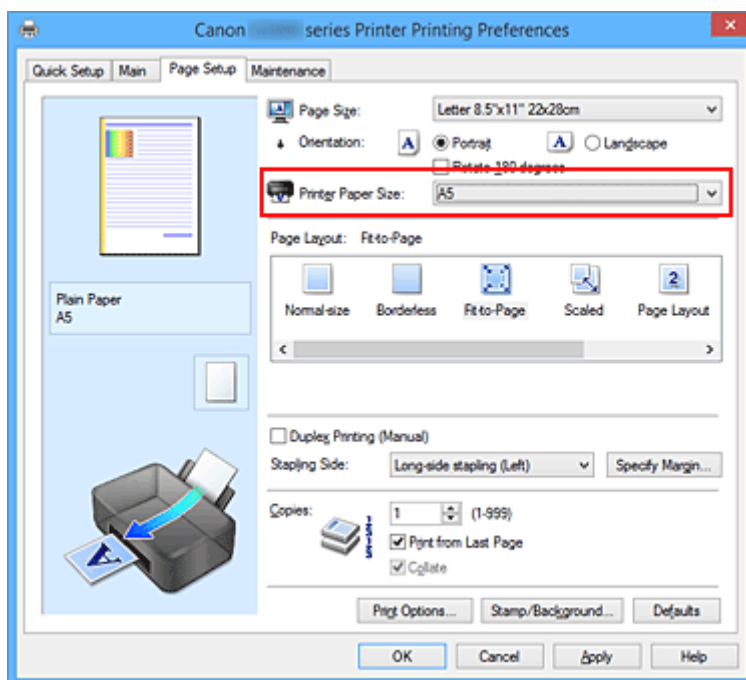 Canon series Printer Printing Preferences
Quick Setup Main Page Setup Maintenance
Page Size: Letter 8.5"x11" 22x28cm
Orientation: A Portrait A Landscape
Rotate 180 degrees
Printer Paper Size: A5
Page Layout: Fit-to-Page
Normal-size Borderless Fit-to-Page Scaled 2 Page Layout
Plain Paper
A5
Duplex Printing (Manual)
Stapling Side: Long-side stapling (Left) Specify Margin...
Copies: 1 (1-999)
Print from Last Page
Collate
A
Print Options... Stamp/Background... Defaults
OK Cancel Apply Help